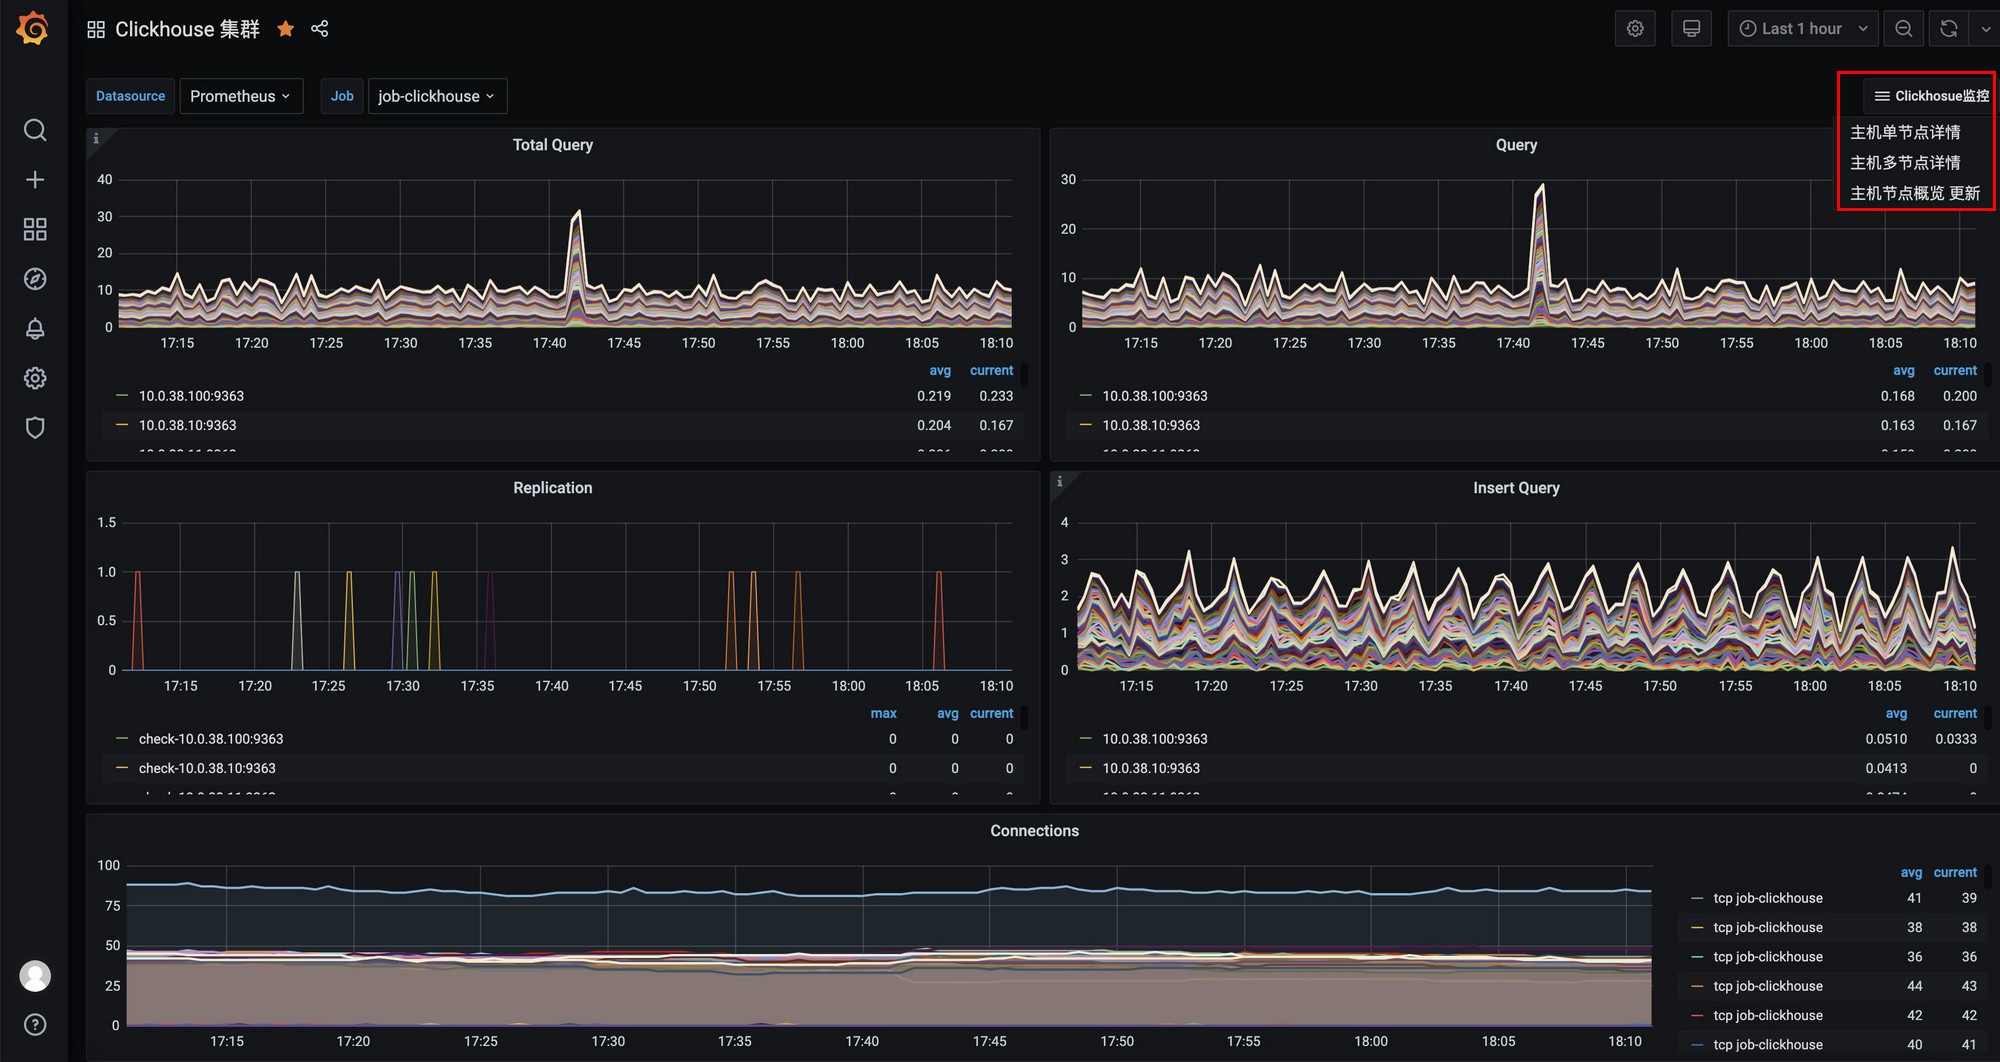 Clickhouse 集群
Last 1 hour
Datasource Prometheus Job job-clickhouse
Clickhosue监控
主机单节点详情
主机多节点详情
主机节点概览 更新
Total Query
40
30
20
10
0
17:15 17:20 17:25 17:30 17:35 17:40 17:45 17:50 17:55 18:00 18:05 18:10
avg current
10.0.38.100:9363 0.219 0.233
10.0.38.10:9363 0.204 0.167
Query
30
20
10
0
17:15 17:20 17:25 17:30 17:35 17:40 17:45 17:50 17:55 18:00 18:05 18:10
avg current
10.0.38.100:9363 0.168 0.200
10.0.38.10:9363 0.163 0.167
Replication
1.5
1.0
0.5
0
17:15 17:20 17:25 17:30 17:35 17:40 17:45 17:50 17:55 18:00 18:05 18:10
max avg current
check-10.0.38.100:9363 0 0 0
check-10.0.38.10:9363 0 0 0
Insert Query
4
3
2
1
0
17:15 17:20 17:25 17:30 17:35 17:40 17:45 17:50 17:55 18:00 18:05 18:10
avg current
10.0.38.100:9363 0.0510 0.0333
10.0.38.10:9363 0.0413 0
Connections
100
75
50
25
0
17:15 17:20 17:25 17:30 17:35 17:40 17:45 17:50 17:55 18:00 18:05 18:10
avg current
tcp job-clickhouse 41 39
tcp job-clickhouse 38 38
tcp job-clickhouse 36 36
tcp job-clickhouse 44 43
tcp job-clickhouse 42 42
tcp job-clickhouse 40 41